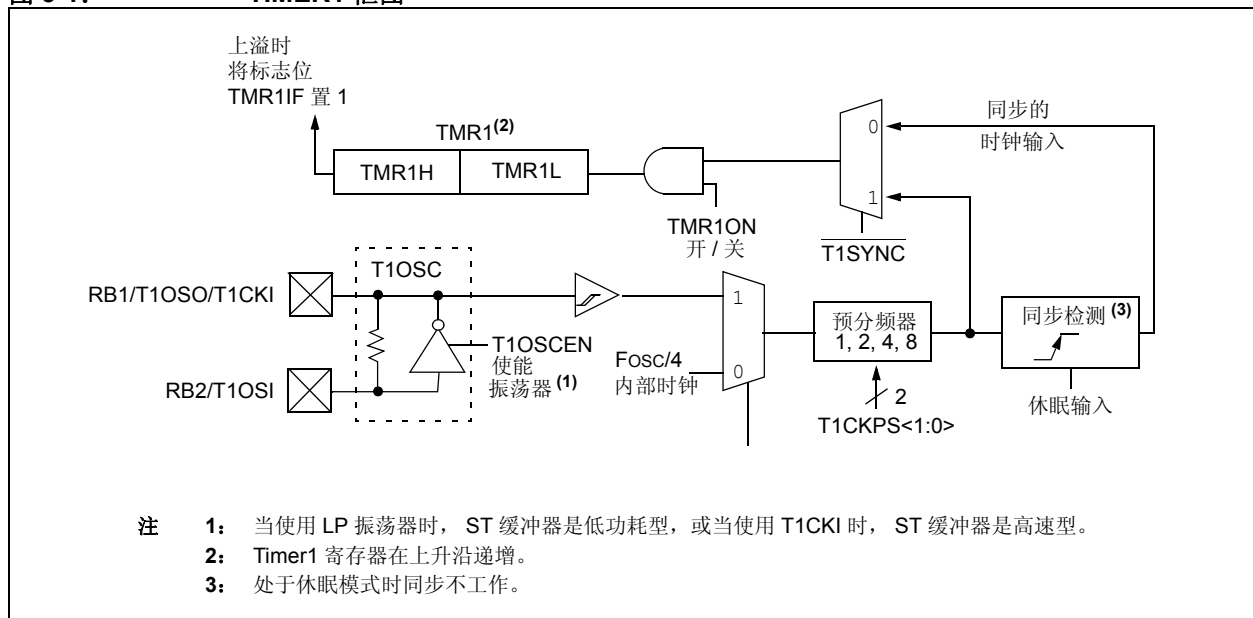 上溢时
将标志位
TMR1IF 置 1
TMR1(2)
TMR1H
TMR1L
TMR1ON
开 / 关
0
1
T1SYNC
同步的
时钟输入
RB1/T1OSO/T1CKI
RB2/T1OSI
T1OSC
T1OSCEN
使能
振荡器 (1)
1
FOSC/4
内部时钟
0
预分频器
1, 2, 4, 8
2
T1CKPS<1:0>
同步检测 (3)
休眠输入
注 1: 当使用 LP 振荡器时， ST 缓冲器是低功耗型，或当使用 T1CKI 时， ST 缓冲器是高速型。
2: Timer1 寄存器在上升沿递增。
3: 处于休眠模式时同步不工作。